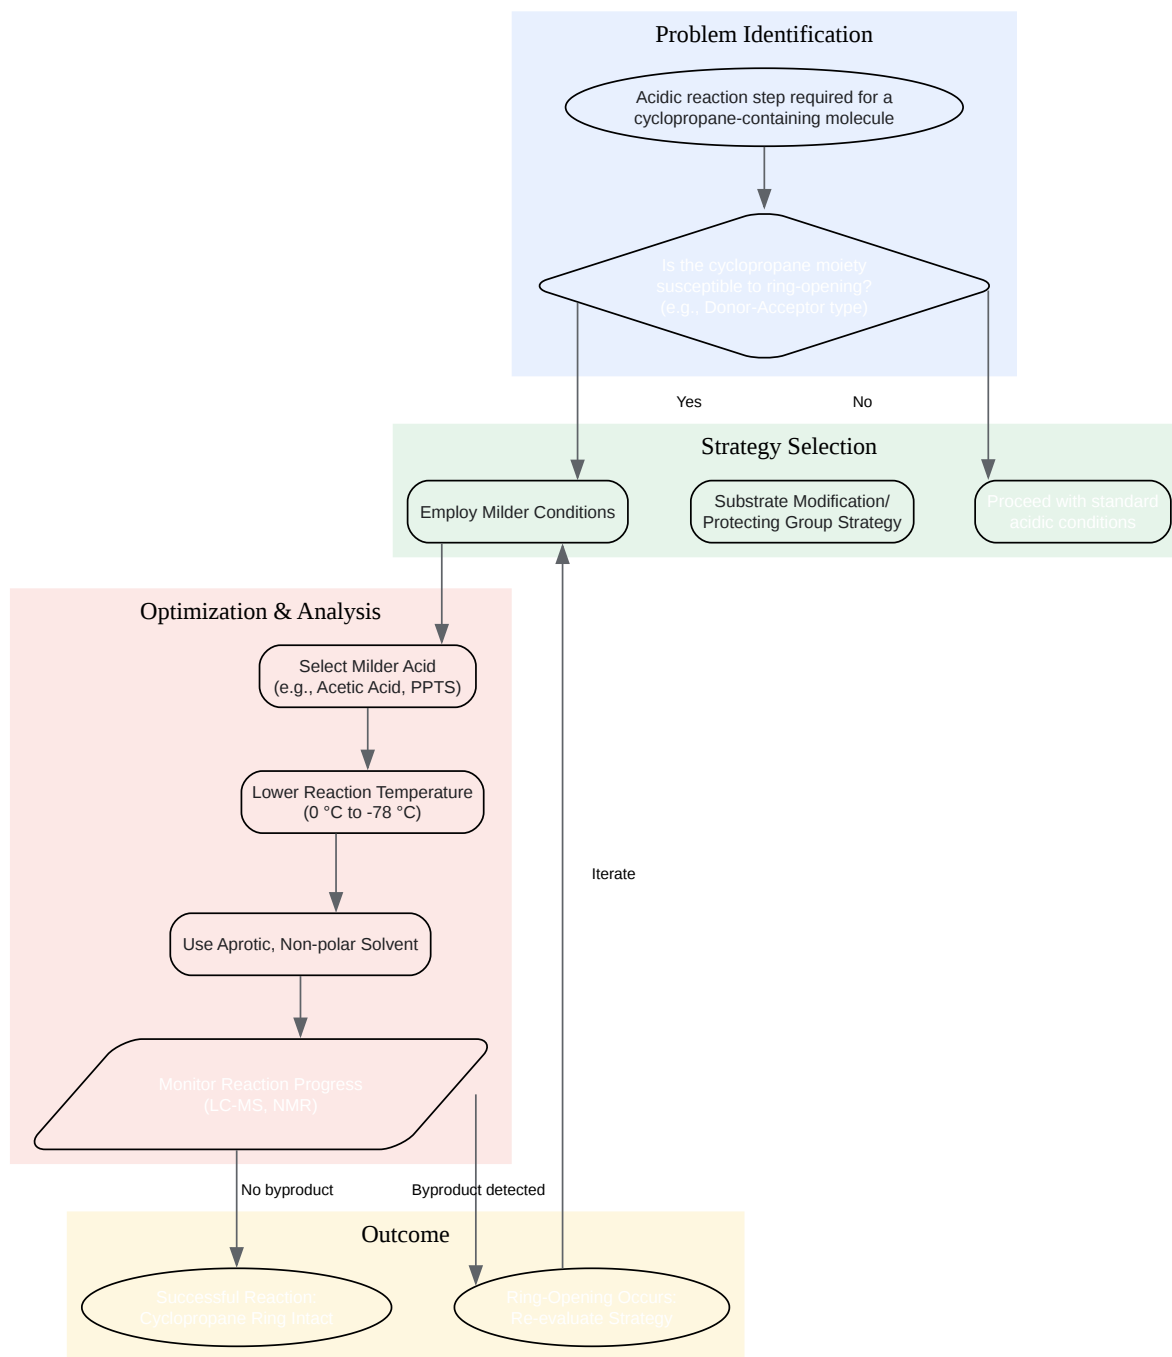 Problem Identification
Acidic reaction step required for a
cyclopropane-containing molecule
Is the cyclopropane moiety
susceptible to ring-opening?
(e.g., Donor-Acceptor type)
Yes
No
Strategy Selection
Employ Milder Conditions
Substrate Modification/
Protecting Group Strategy
Proceed with standard
acidic conditions
Optimization & Analysis
Select Milder Acid
(e.g., Acetic Acid, PPTS)
Lower Reaction Temperature
(0 °C to -78 °C)
Iterate
Use Aprotic, Non-polar Solvent
Monitor Reaction Progress
(LC-MS, NMR)
No byproduct
Byproduct detected
Outcome
Successful Reaction:
Cyclopropane Ring Intact
Ring-Opening Occurs:
Re-evaluate Strategy